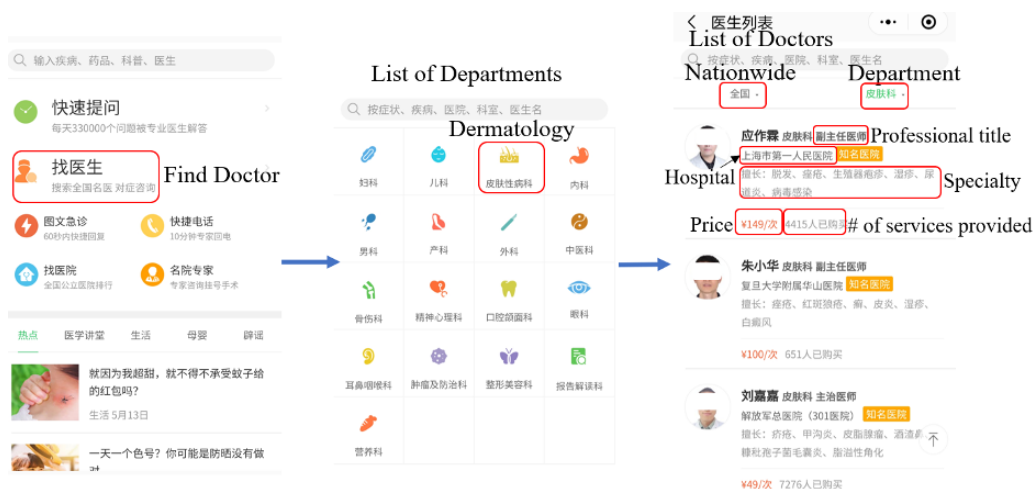 输入疾病、药品、科普、医生
快速提问
每天330000个问题被专业医生解答
找医生
搜索全国名医 对症咨询
Find Doctor
图文急诊
60秒内快捷回复
快捷电话
10分钟专家回电
找医院
全国公立医院排行
名院专家
专家咨询挂号手术
热点 医学讲堂 生活 母婴 辟谣
就因为我超甜，就不得不承受蚊子给
的红包吗?
生活 5月13日
一天一个色号？你可能是防晒没有做
List of Departments
按症状、疾病、医院、科室、医生名
Dermatology
妇科 儿科 皮肤性病科 内科
男科 产科 外科 中医科
骨伤科 精神心理科 口腔颌面科 眼科
耳鼻咽喉科 肿瘤及防治科 整形美容科 报告解读科
营养科
医生列表
List of Doctors
按症状、疾病、医院、科室、医生名
Nationwide
Department
全国
皮肤科
应作霖 皮肤科 副主任医师
Professional title
上海市第一人民医院 知名医院
Hospital
擅长：脱发、痤疮、生殖器疱疹、湿疹、尿
道炎、病毒感染
Specialty
Price
¥149/次 4415人已购买
# of services provided
朱小华 皮肤科 副主任医师
复旦大学附属华山医院 知名医院
擅长：痤疮、红斑狼疮、癣、皮炎、湿疹、
白癜风
¥100/次 651人已购买
刘嘉嘉 皮肤科 主治医师
解放军总医院（301医院） 知名医院
擅长：疥疮、甲沟炎、皮脂腺瘤、酒渣
糠秕孢子菌毛囊炎、脂溢性角化
¥49/次 7276人已购买